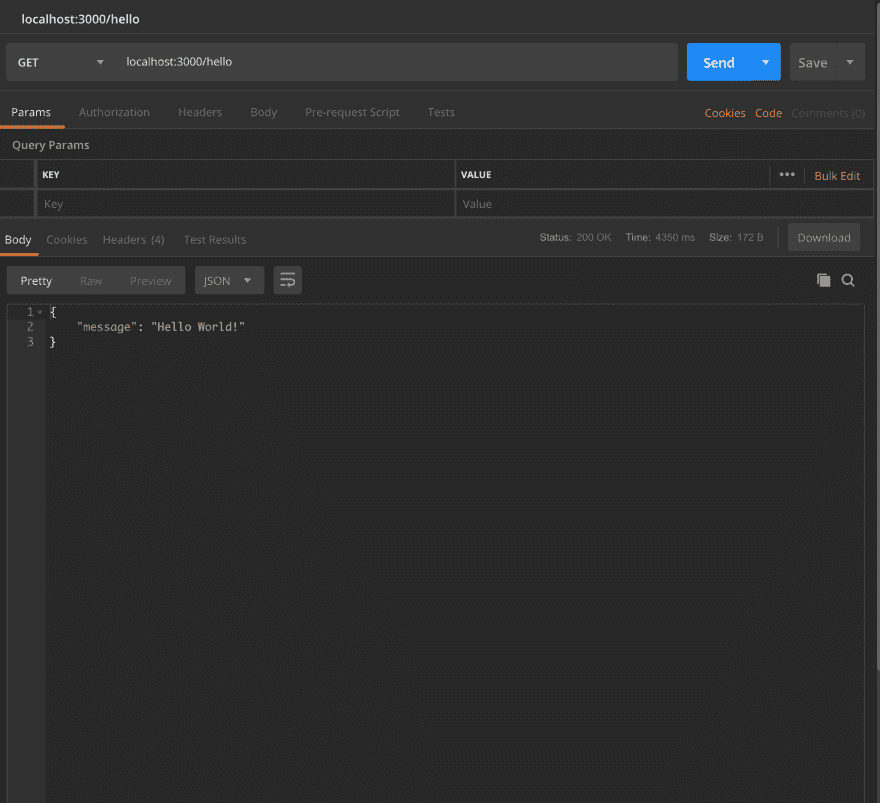 localhost:3000/hello
GET localhost:3000/hello Send Save
Params Authorization Headers Body Pre-request Script Tests Cookies Code Comments (0)
Query Params
KEY VALUE ••• Bulk Edit
Key Value
Body Cookies Headers (4) Test Results Status: 200 OK Time: 4350 ms Size: 172 B Download
Pretty Raw Preview JSON
1 {
2 "message": "Hello World!"
3 }